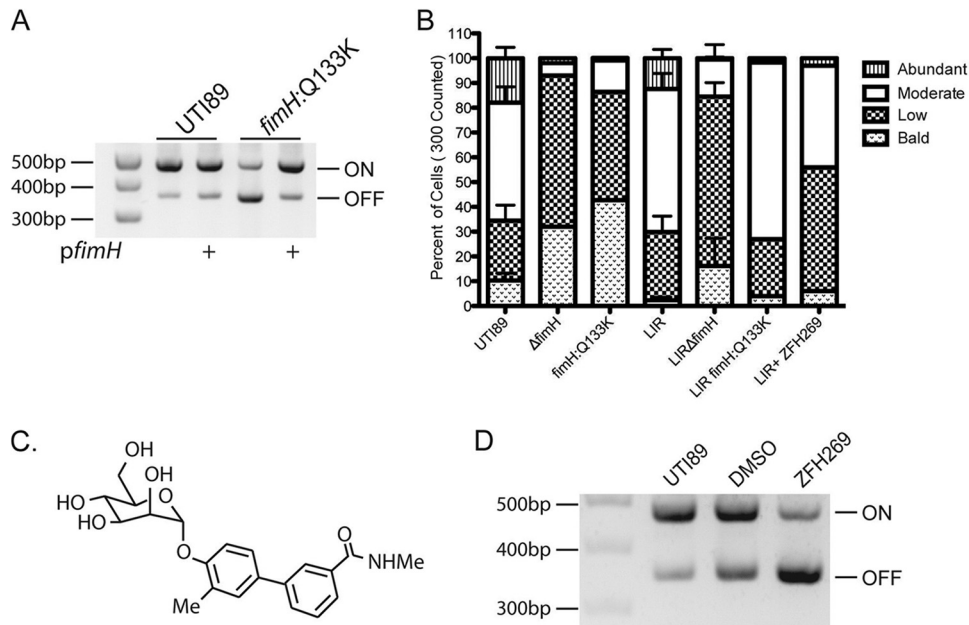 A
UTI89
fimH:Q133K
500bp
400bp
300bp
ON
OFF
pfimH + +
B
Percent of Cells ( 300 Counted)
110
100
90
80
70
60
50
40
30
20
10
0
UTI89
ΔfimH
fimH:Q133K
LIR
LIRΔfimH
LIR fimH:Q133K
LIR+ ZFH269
Abundant
Moderate
Low
Bald
C.
OH
OH
HO
HO
O
O
Me
O
NHMe
D
UTI89
DMSO
ZFH269
500bp
400bp
300bp
ON
OFF